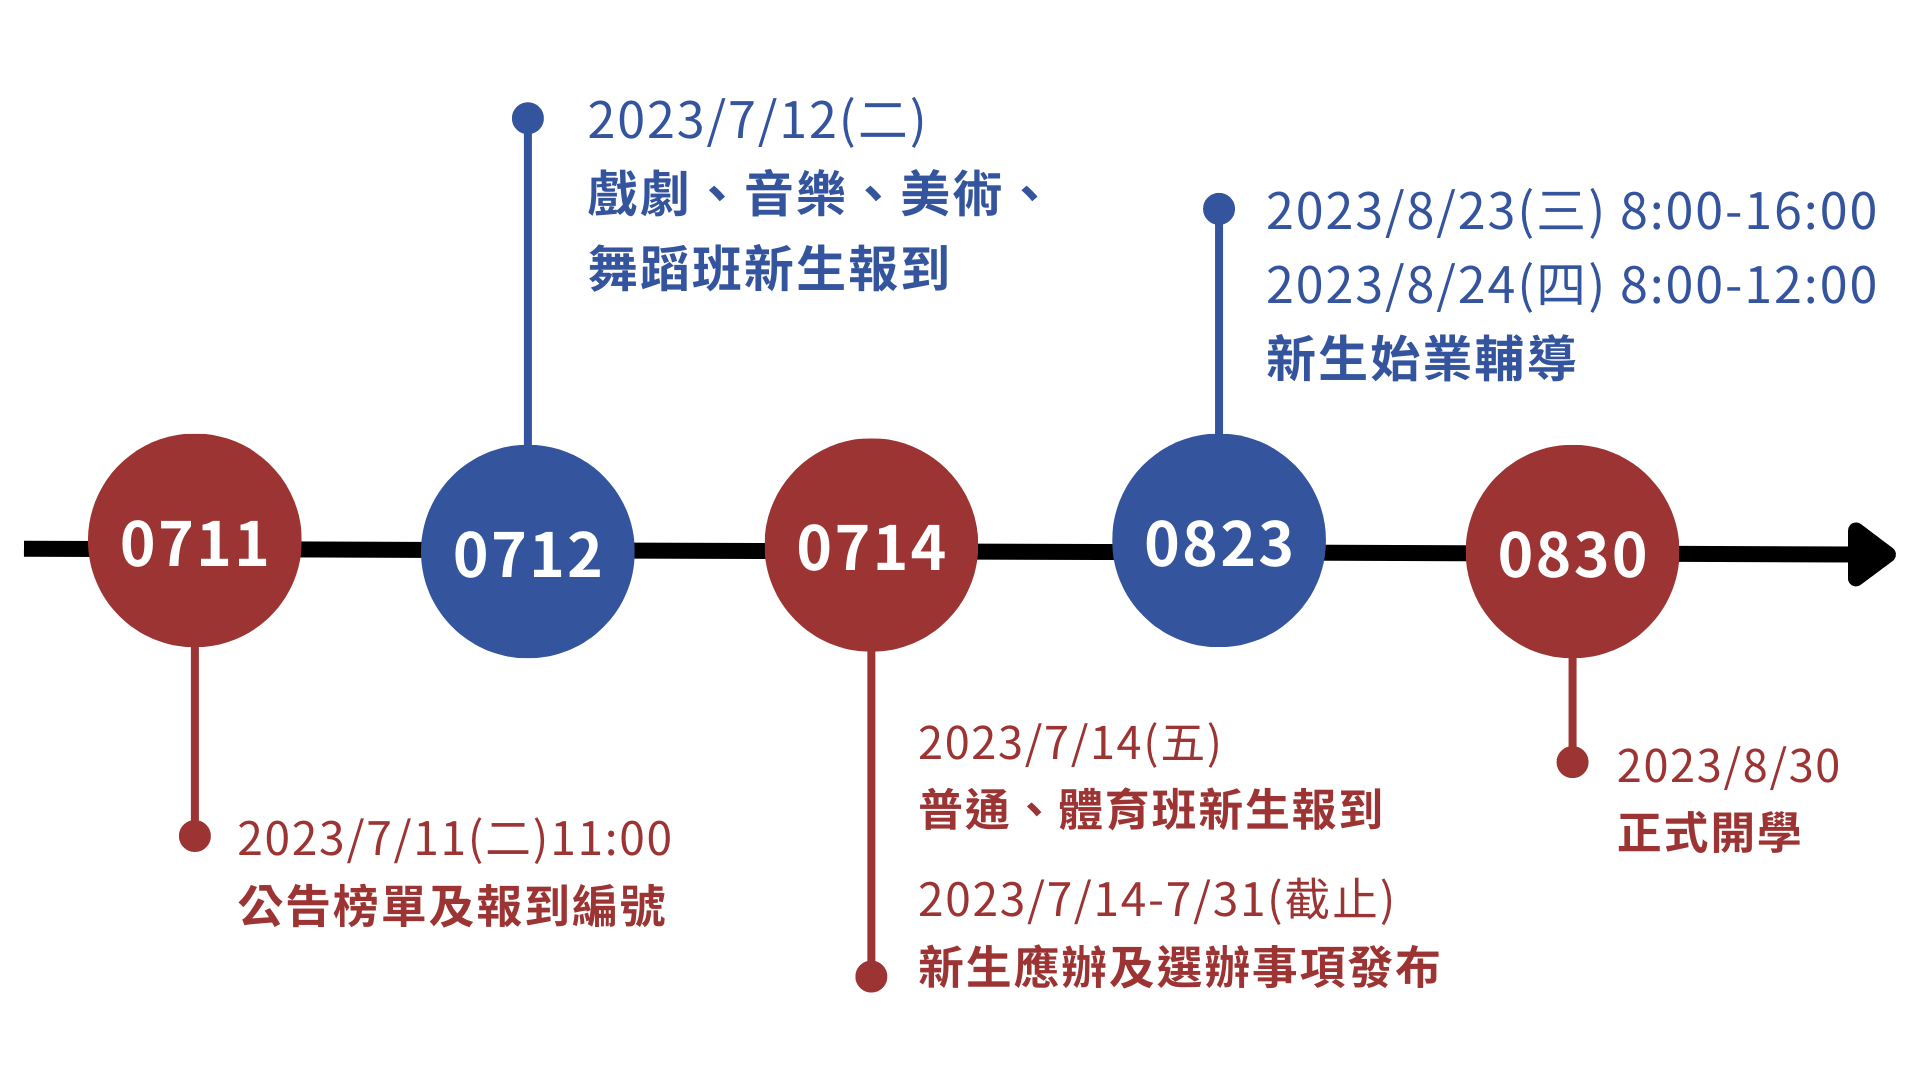 2023/7/12(二)
戲劇、音樂、美術、
舞蹈班新生報到
2023/8/23(三) 8:00-16:00
2023/8/24(四) 8:00-12:00
新生始業輔導
0711
0712
0714
0823
0830
2023/7/11(二)11:00
公告榜單及報到編號
2023/7/14(五)
普通、體育班新生報到
2023/7/14-7/31(截止)
新生應辦及選辦事項發布
2023/8/30
正式開學